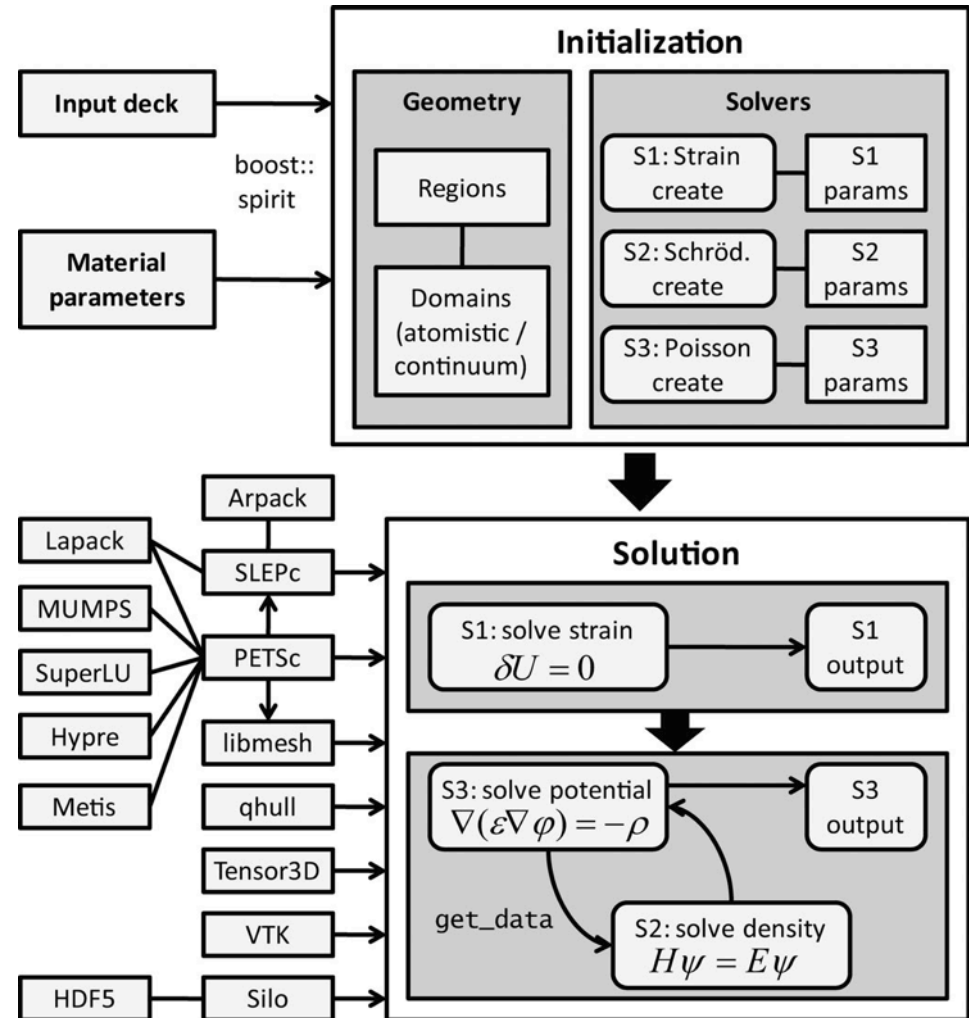 Initialization
Input deck
boost::
spirit
Material
parameters
Geometry
Regions
Domains
(atomistic /
continuum)
Solvers
S1: Strain
create
S1
params
S2: Schröd.
create
S2
params
S3: Poisson
create
S3
params
Arpack
Lapack
SLEPc
MUMPS
PETSc
SuperLU
Hypre
libmesh
Metis
qhull
Tensor3D
VTK
HDF5
Silo
Solution
S1: solve strain
δU = 0
S1
output
S3: solve potential
∇(ε∇φ) = −ρ
S3
output
get_data
S2: solve density
Hψ = Eψ